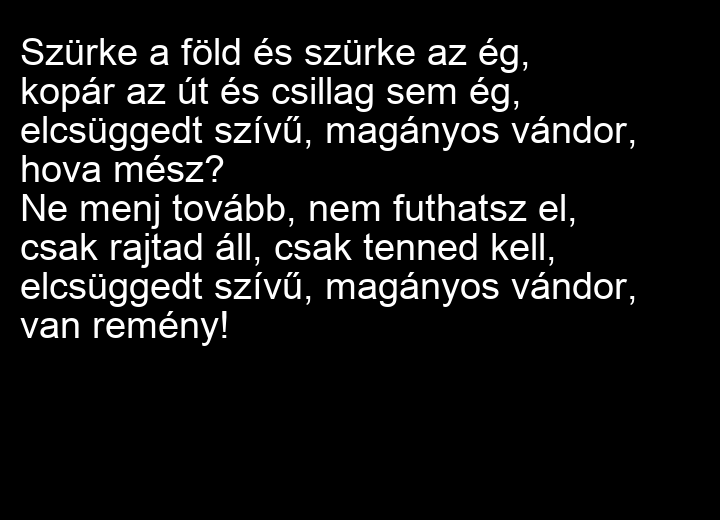 Szürke a föld és szürke az ég,
kopár az út és csillag sem ég,
elcsüggedt szívű, magányos vándor,
hova mész?
Ne menj tovább, nem futhatsz el,
csak rajtad áll, csak tenned kell,
elcsüggedt szívű, magányos vándor,
van remény!